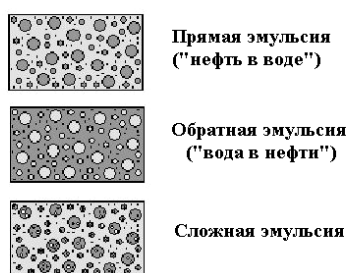 Прямая эмульсия
("нефть в воде")
Обратная эмульсия
("вода в нефти")
Сложная эмульсия